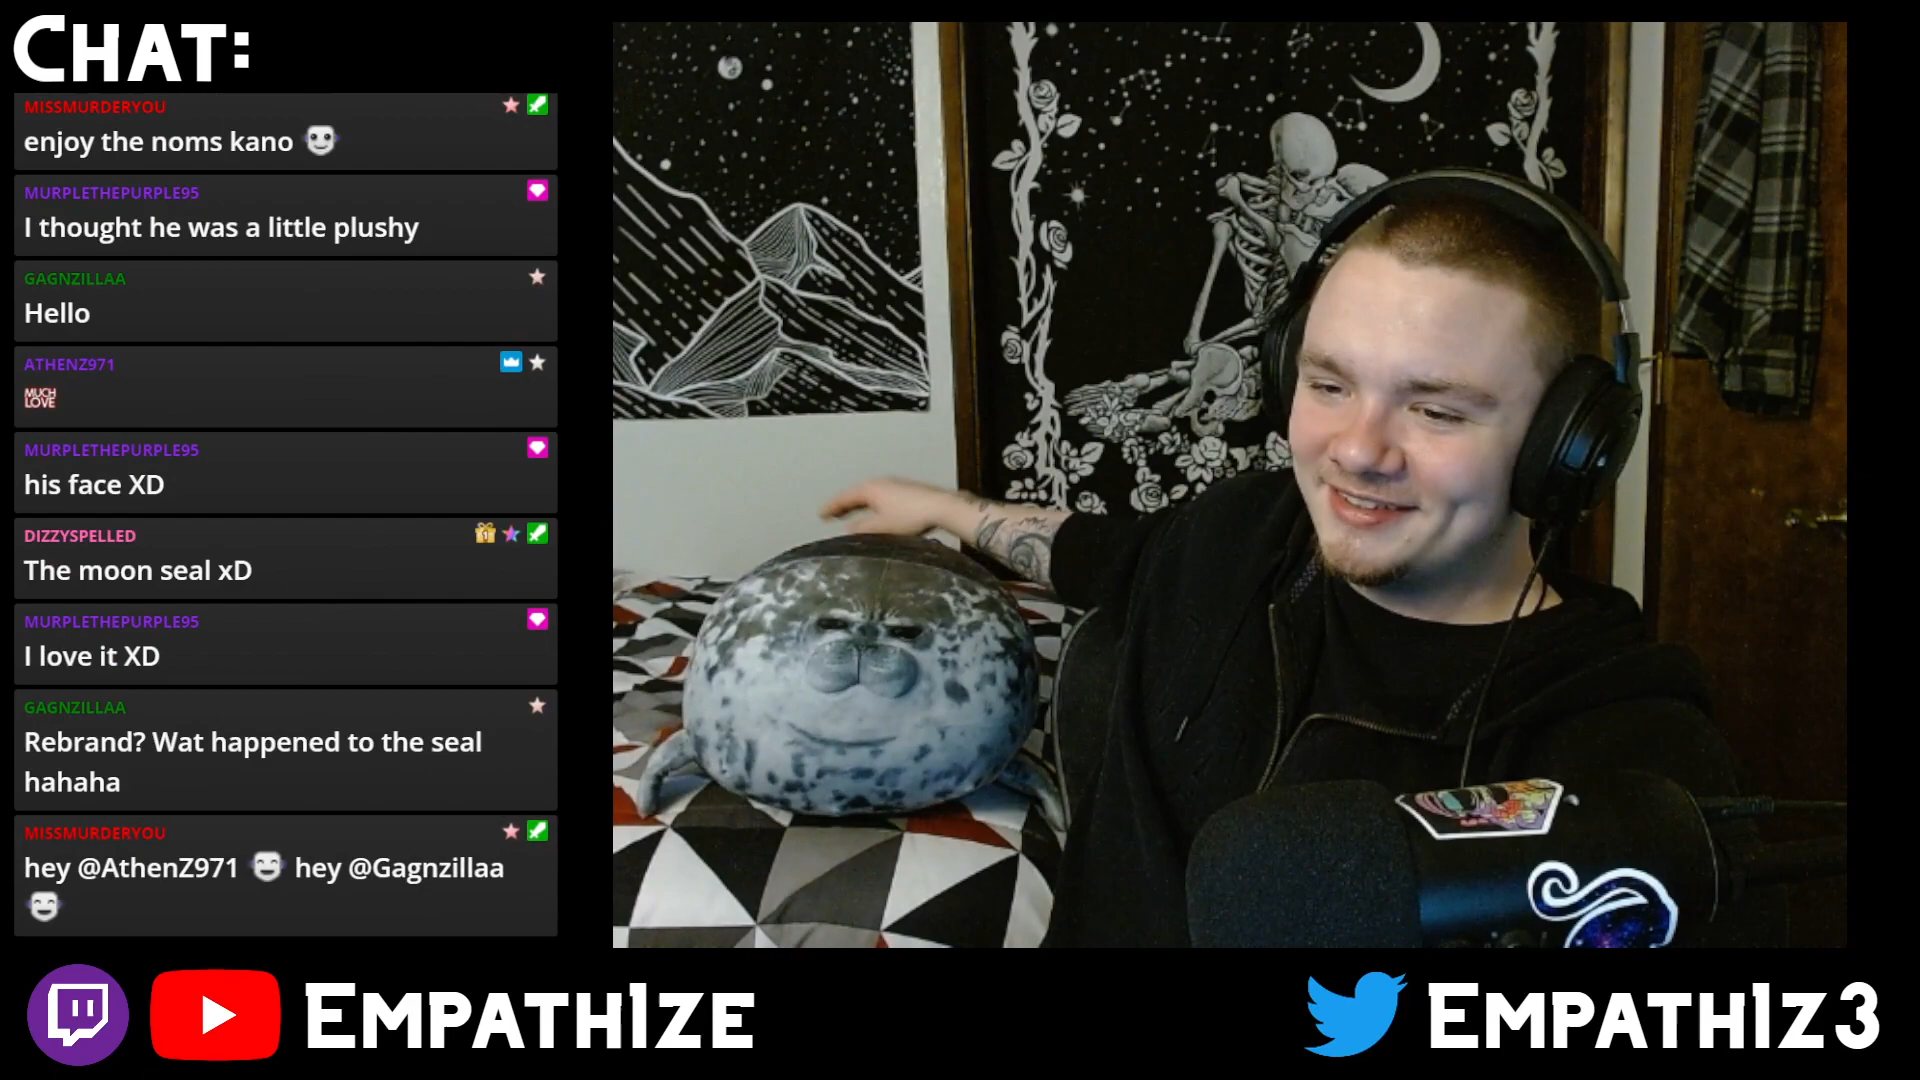 CHAT:
MISSMURDERYOU
enjoy the noms kano
MURPLETHEPURPLE95
I thought he was a little plushy
GAGNZILLAA
Hello
ATHENZ971
MUCH
LOVE
MURPLETHEPURPLE95
his face XD
DIZZYSPELLED
The moon seal xD
MURPLETHEPURPLE95
I love it XD
GAGNZILLAA
Rebrand? Wat happened to the seal
hahaha
MISSMURDERYOU
hey @AthenZ971 hey @Gagnzillaa
EMPATH1ZE
EMPATH1Z3